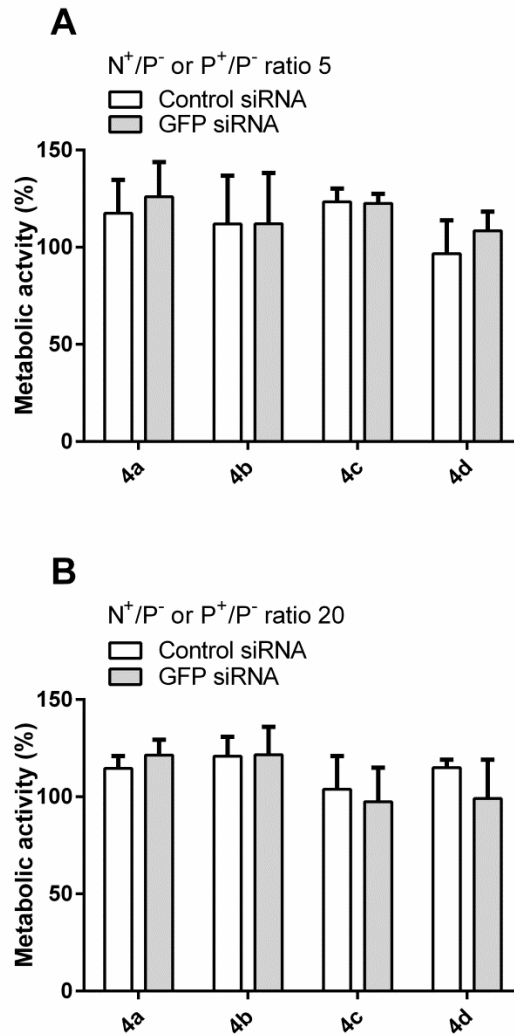 A
N⁺/P⁻ or P⁺/P⁻ ratio 5
Control siRNA
GFP siRNA
Metabolic actvity (%)
150
100
50
0
4a 4b 4c 4d
B
N⁺/P⁻ or P⁺/P⁻ ratio 20
Control siRNA
GFP siRNA
Metabolic activity (%)
150
100
50
0
4a 4b 4c 4d